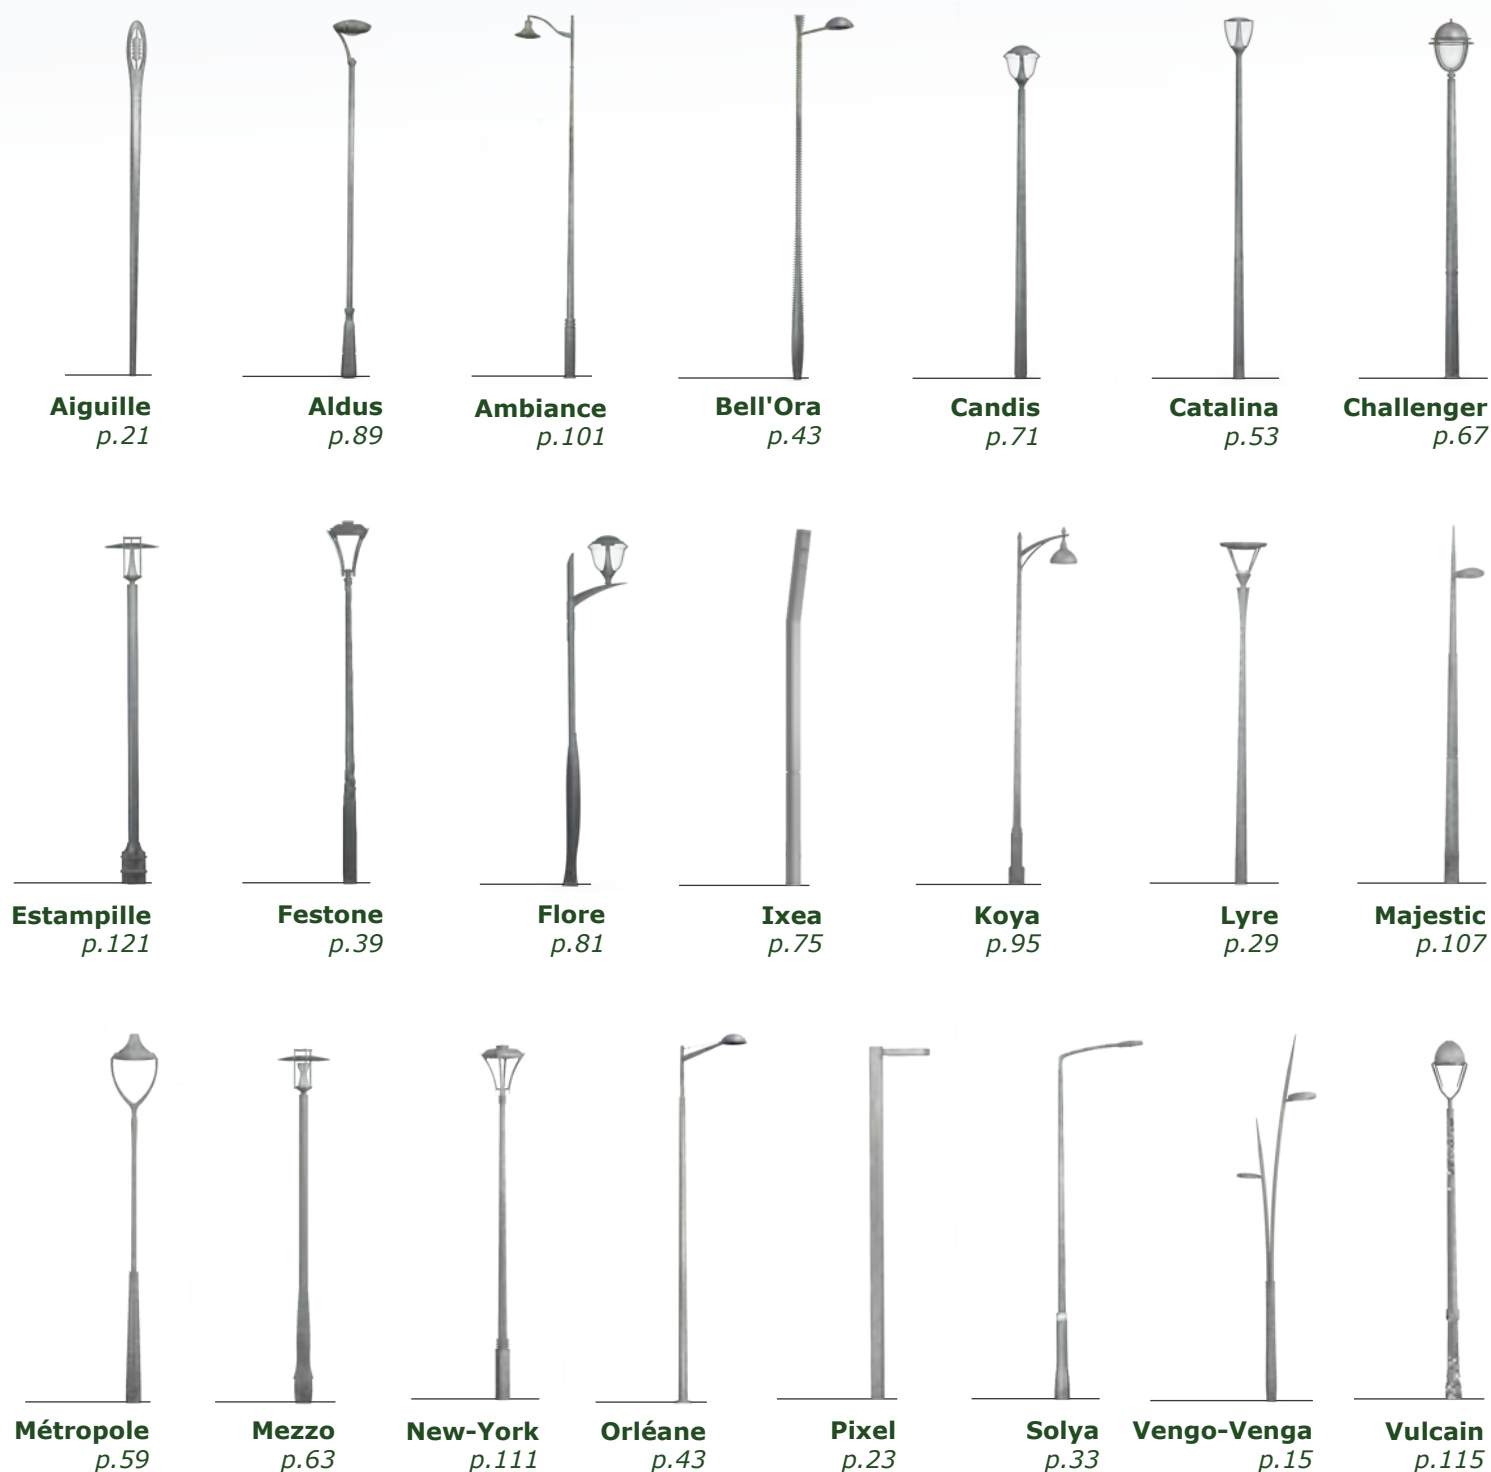 Aiguille
p.21
Aldus
p.89
Ambiance
p.101
Bell'Ora
p.43
Candis
p.71
Catalina
p.53
Challenger
p.67
Estampille
p.121
Festone
p.39
Flore
p.81
Ixea
p.75
Koya
p.95
Lyre
p.29
Majestic
p.107
Métropole
p.59
Mezzo
p.63
New-York
p.111
Orléane
p.43
Pixel
p.23
Solya
p.33
Vengo-Venga
p.15
Vulcain
p.115